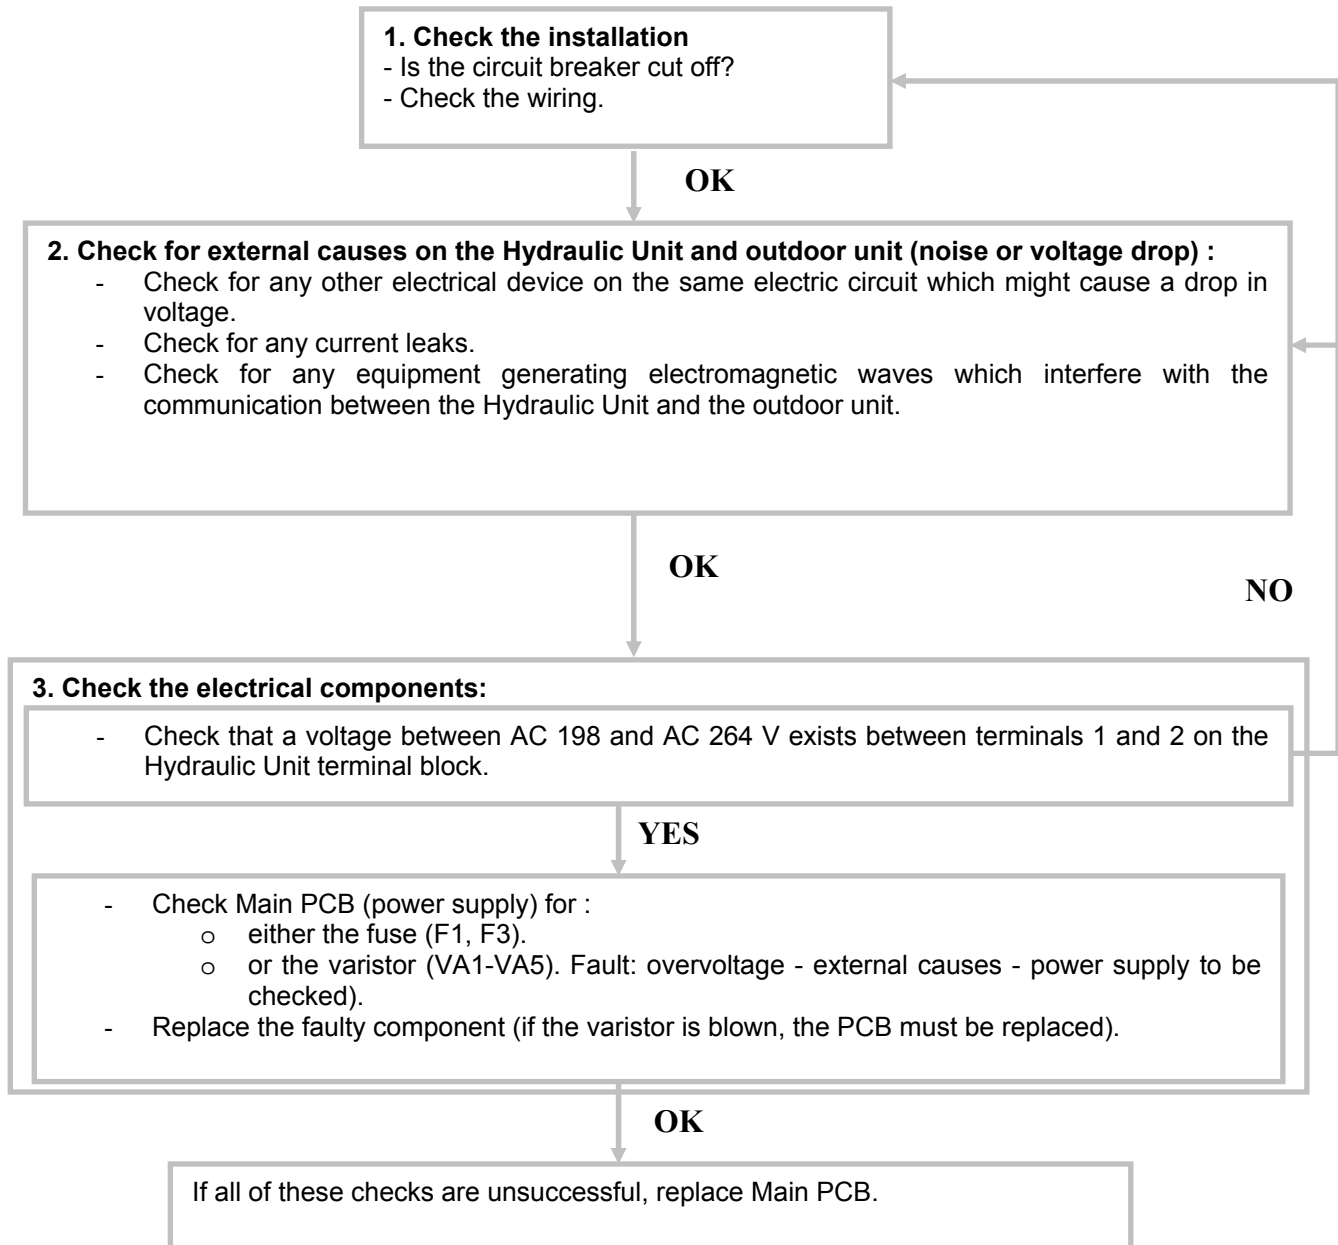 1. Check the installation
- Is the circuit breaker cut off?
- Check the wiring.
OK
2. Check for external causes on the Hydraulic Unit and outdoor unit (noise or voltage drop) :
- Check for any other electrical device on the same electric circuit which might cause a drop in
voltage.
- Check for any current leaks.
- Check for any equipment generating electromagnetic waves which interfere with the
communication between the Hydraulic Unit and the outdoor unit.
OK
NO
3. Check the electrical components:
- Check that a voltage between AC 198 and AC 264 V exists between terminals 1 and 2 on the
Hydraulic Unit terminal block.
YES
- Check Main PCB (power supply) for :
o either the fuse (F1, F3).
o or the varistor (VA1-VA5). Fault: overvoltage - external causes - power supply to be
checked).
- Replace the faulty component (if the varistor is blown, the PCB must be replaced).
OK
If all of these checks are unsuccessful, replace Main PCB.